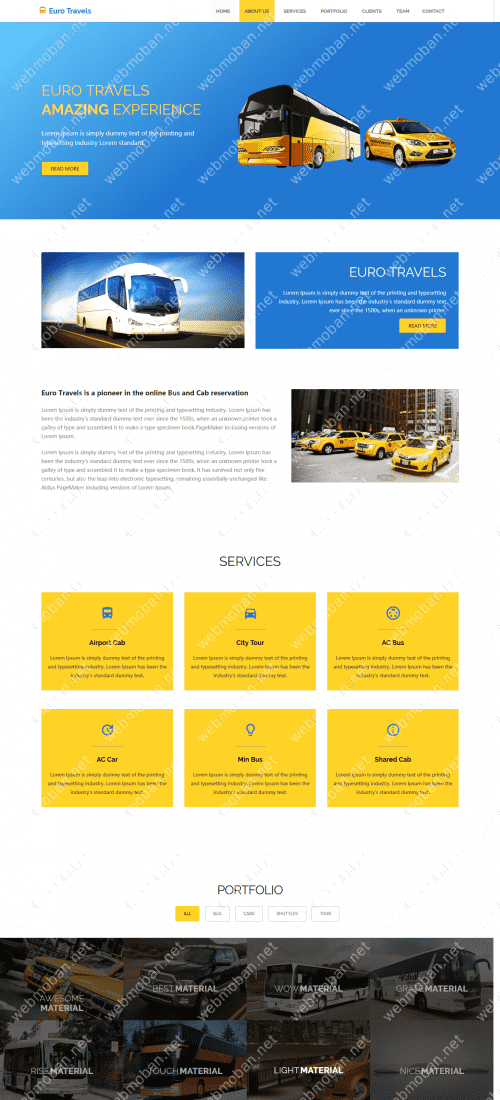 Euro Travels
HOME ABOUT US SERVICES PORTFOLIO CLIENTS TEAM CONTACT
EURO TRAVELS
AMAZING EXPERIENCE
Lorem Ipsum is simply dummy text of the printing and
typesetting industry Lorem standard.
READ MORE
EURO TRAVELS
Lorem Ipsum is simply dummy text of the printing and typesetting
industry. Lorem Ipsum has been the industry's standard dummy text
ever since the 1500s, when an unknown printer.
READ MORE
Euro Travels is a pioneer in the online Bus and Cab reservation
Lorem Ipsum is simply dummy text of the printing and typesetting industry. Lorem Ipsum has
been the industry's standard dummy text ever since the 1500s, when an unknown printer took a
galley of type and scrambled it to make a type specimen book.PageMaker including versions of
Lorem Ipsum.
Lorem Ipsum is simply dummy text of the printing and typesetting industry. Lorem Ipsum has
been the industry's standard dummy text ever since the 1500s, when an unknown printer took a
galley of type and scrambled it to make a type specimen book. It has survived not only five
centuries, but also the leap into electronic typesetting, remaining essentially unchanged like
Aldus PageMaker including versions of Lorem Ipsum.
SERVICES
Airport Cab
Lorem Ipsum is simply dummy text of the printing
and typesetting industry. Lorem Ipsum has been the
industry's standard dummy text.
City Tour
Lorem Ipsum is simply dummy text of the printing
and typesetting industry. Lorem Ipsum has been the
industry's standard dummy text.
AC Bus
Lorem Ipsum is simply dummy text of the printing
and typesetting industry. Lorem Ipsum has been the
industry's standard dummy text.
AC Car
Lorem Ipsum is simply dummy text of the printing
and typesetting industry. Lorem Ipsum has been the
industry's standard dummy text.
Min Bus
Lorem Ipsum is simply dummy text of the printing
and typesetting industry. Lorem Ipsum has been the
industry's standard dummy text.
Shared Cab
Lorem Ipsum is simply dummy text of the printing
and typesetting industry. Lorem Ipsum has been the
industry's standard dummy text.
PORTFOLIO
ALL BUS CABS SHUTTLES TOUR
AWESOME
MATERIAL
BEST MATERIAL
WOW MATERIAL
GRATE MATERIAL
RISE MATERIAL
TOUCH MATERIAL
LIGHT MATERIAL
NICE MATERIAL
webmoban.net